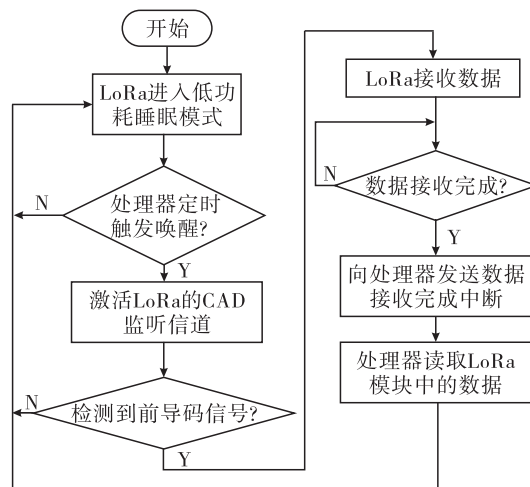 开始
LoRa进入低功
耗睡眠模式
N
处理器定时
触发唤醒?
Y
激活LoRa的CAD
监听信道
N
检测到前导码信号?
Y
LoRa接收数据
N
数据接收完成?
Y
向处理器发送数据
接收完成中断
处理器读取LoRa
模块中的数据